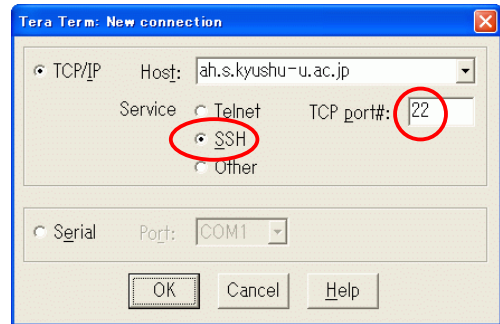 Tera Term: New connection
TCP/IP Host: ah.s.kyushu-u.ac.jp
Service Telnet TCP port#: 22
SSH
Other
Serial Port: COM1
OK Cancel Help